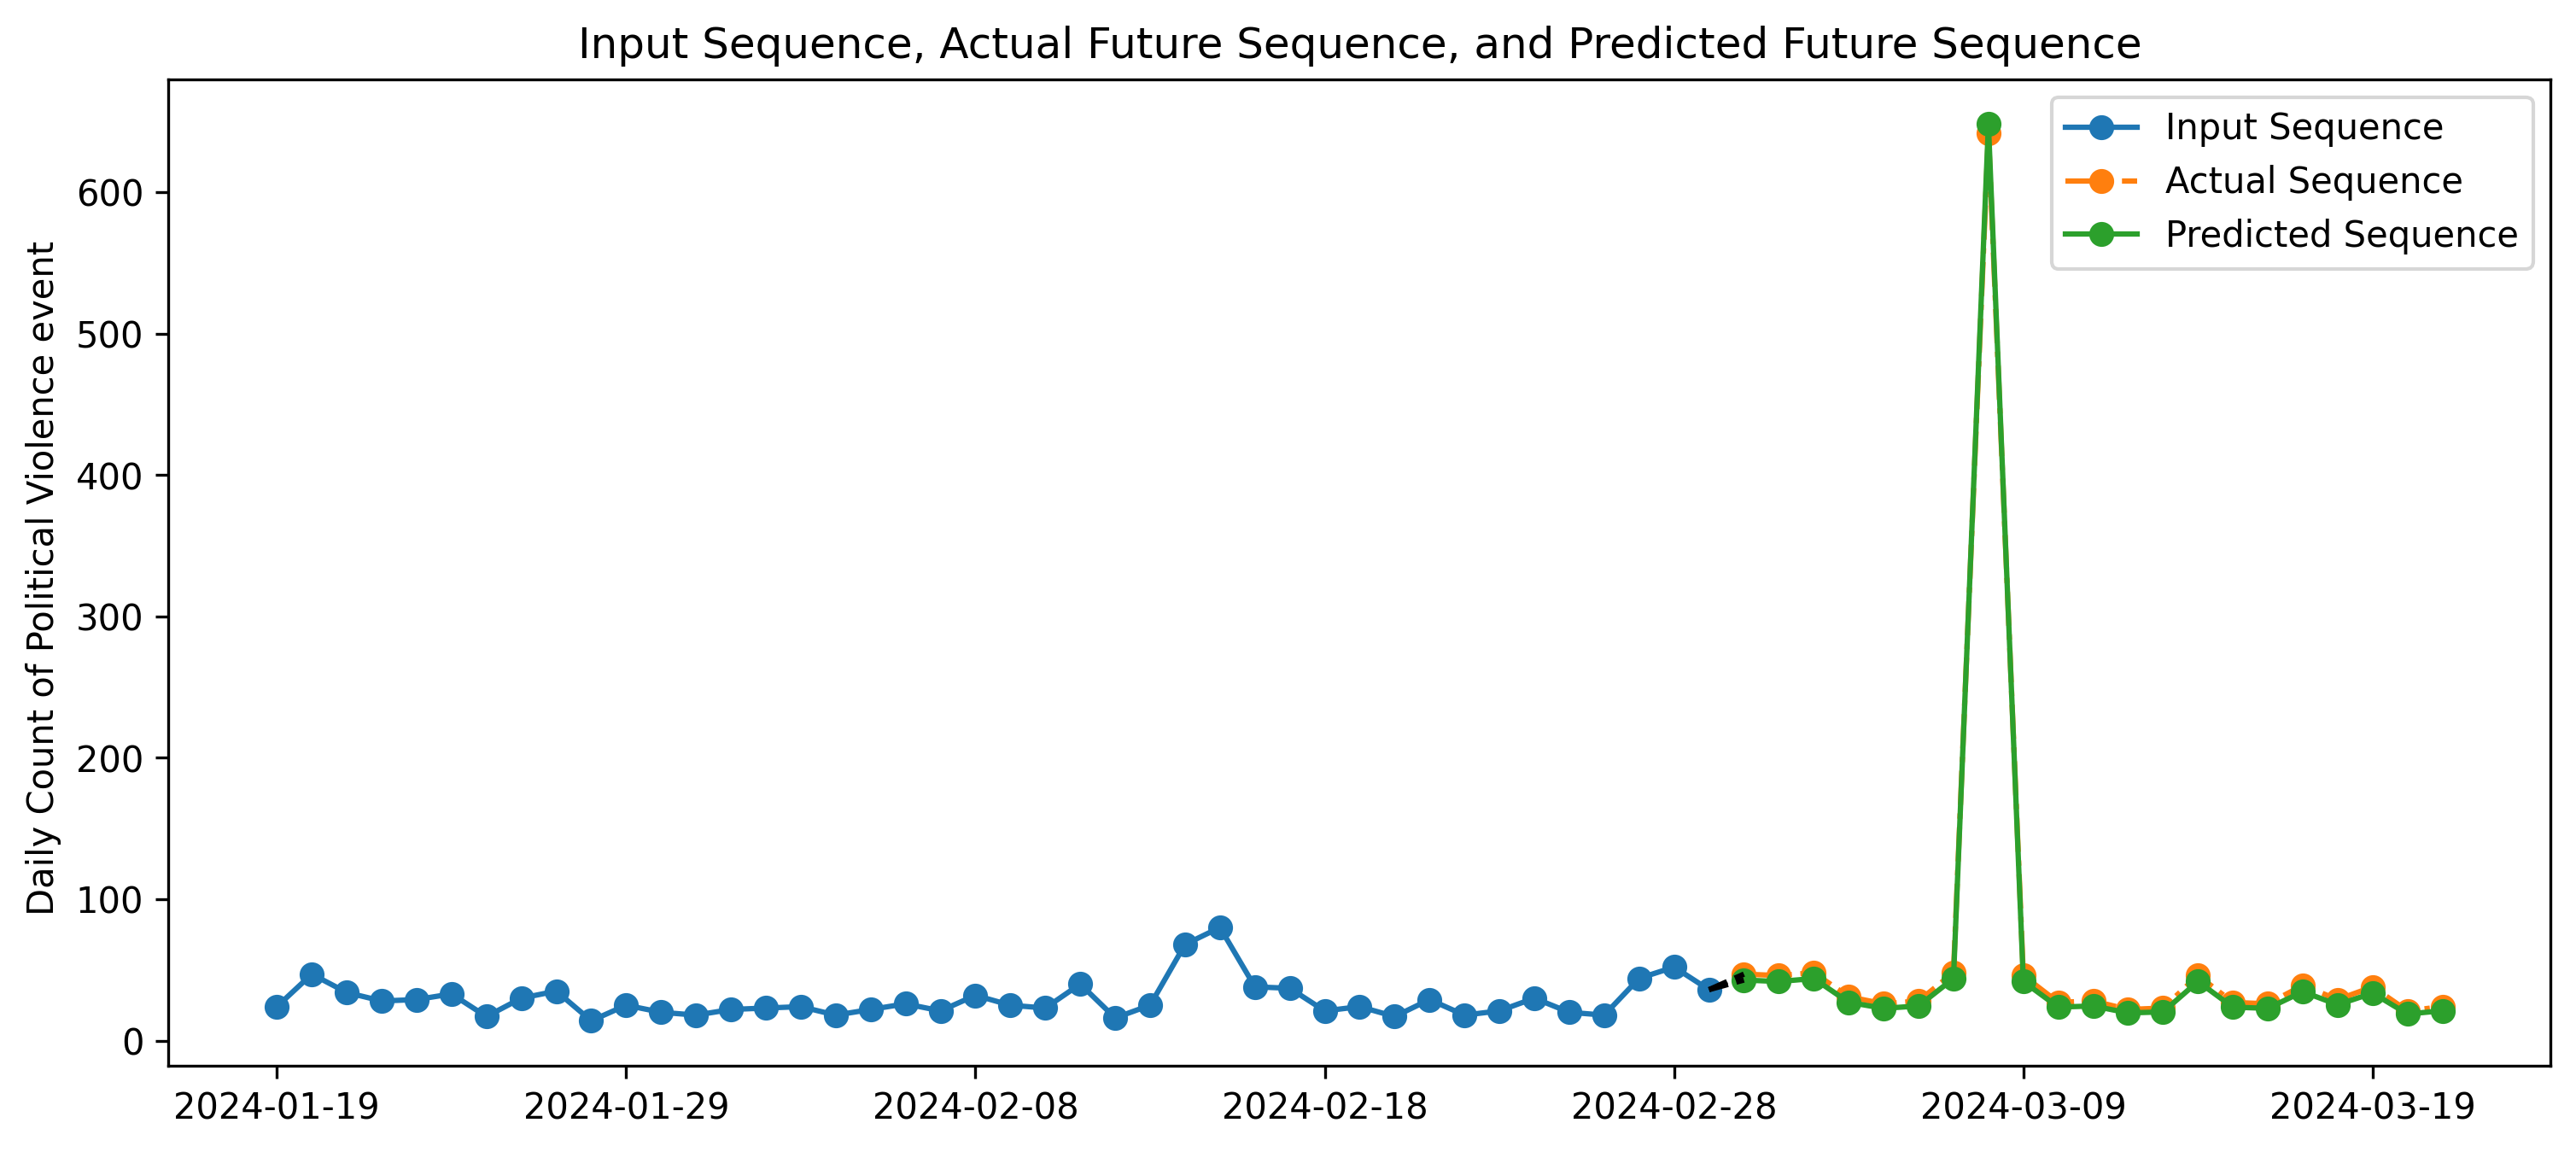 Input Sequence, Actual Future Sequence, and Predicted Future Sequence
Daily Count of Political Violence event
600
500
400
300
200
100
0
Input Sequence
Actual Sequence
Predicted Sequence
2024-01-19 2024-01-29 2024-02-08 2024-02-18 2024-02-28 2024-03-09 2024-03-19